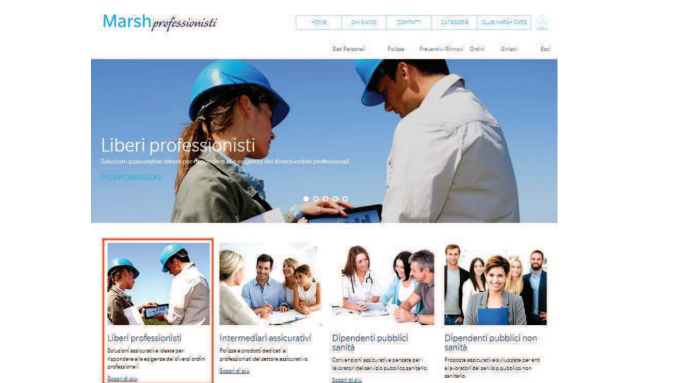 Marsh professionisti
HOME CHI SIAMO CONTATTI CATEGORIE CLUB MARSH CARD
Dati Personali Polizze Preventivi/Rinnovi Ordini Sinistri Esci
Liberi professionisti
Soluzioni assicurative ideate per rispondere alle esigenze dei diversi ordini professionali.
PIÙ INFORMAZIONI
Liberi professionisti
Soluzioni assicurative ideate per
rispondere alle esigenze dei diversi ordini
professionali.
Scopri di più
Intermediari assicurativi
Polizze e prodotti dedicati ai
professionisti del settore assicurativo.
Scopri di più
Dipendenti pubblici
sanità
Convenzioni assicurative pensate per i
lavoratori del servizio pubblico sanitario.
Scopri di più
Dipendenti pubblici non
sanità
Proposte assicurative sviluppate per enti
e lavoratori del servizio pubblico non
sanitario.